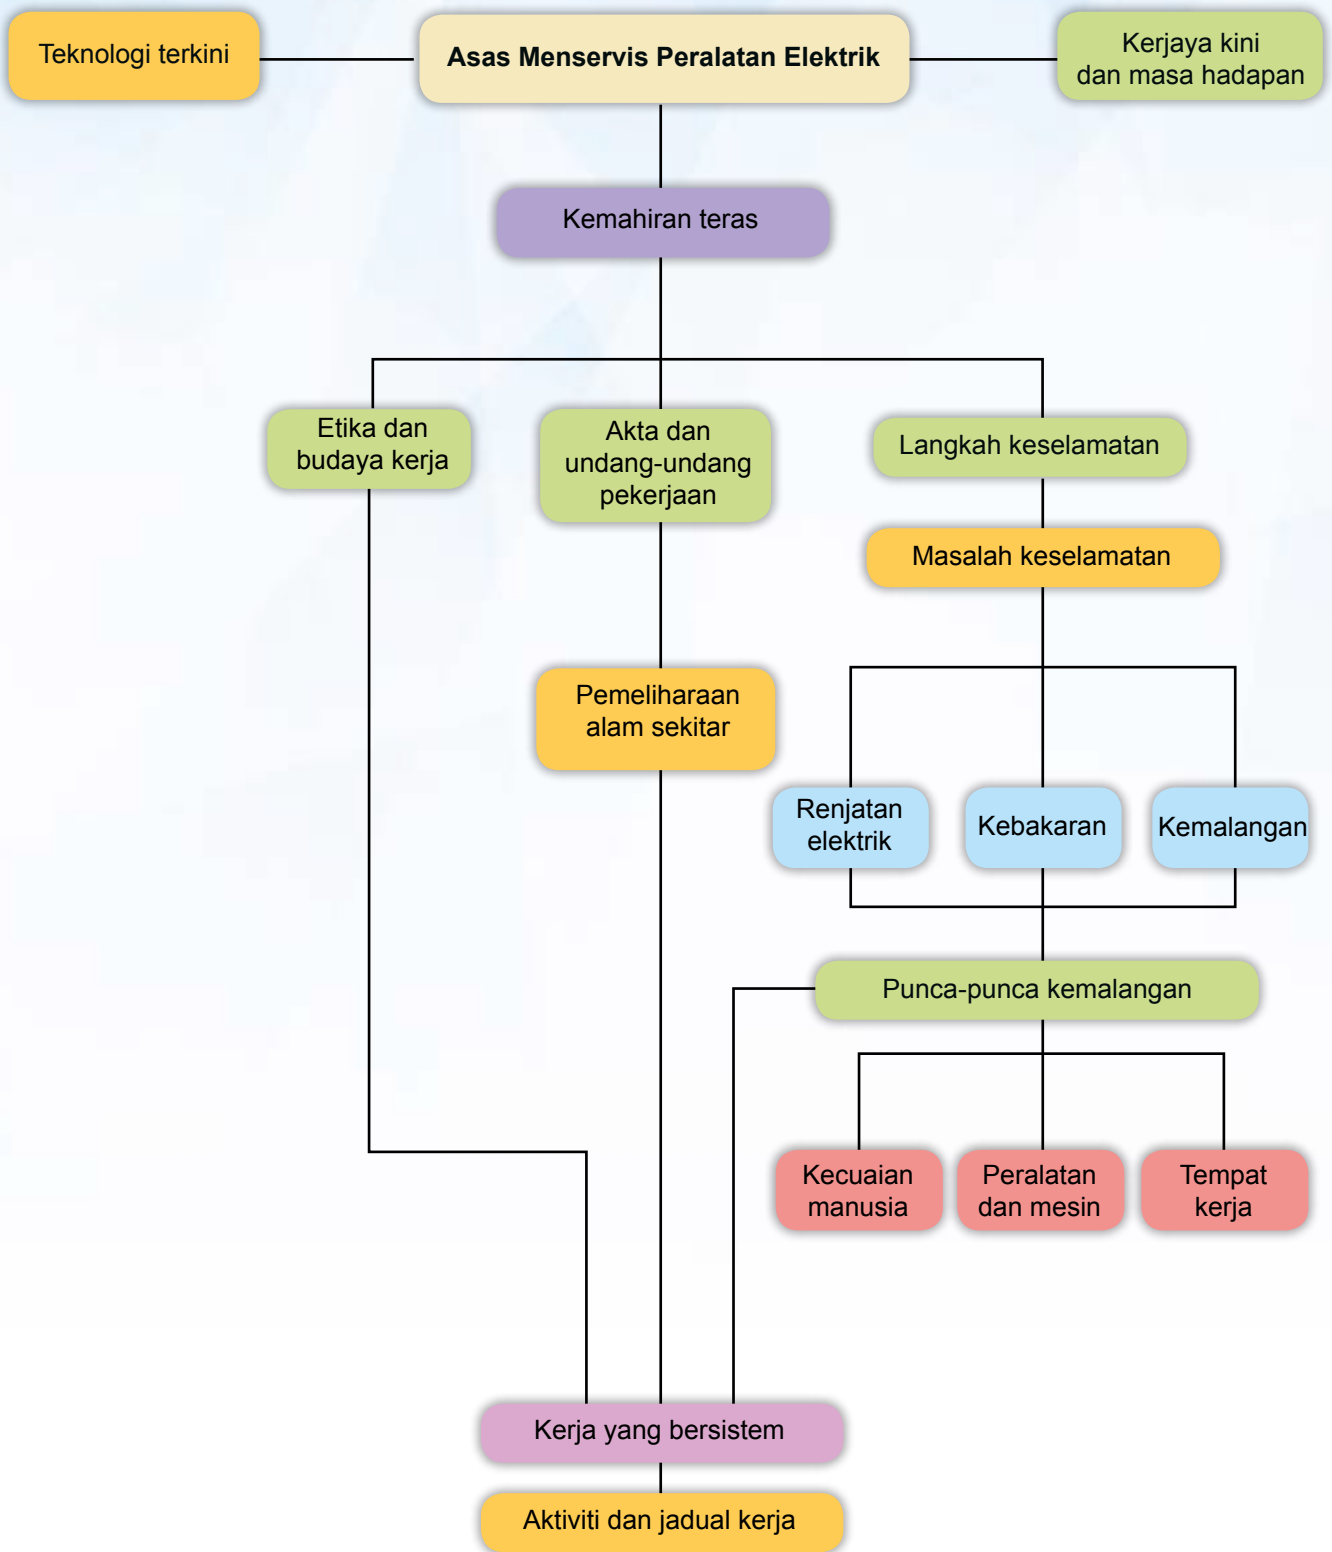 Teknologi terkini
Asas Menservis Peralatan Elektrik
Kerjaya kini
dan masa hadapan
Kemahiran teras
Etika dan
budaya kerja
Akta dan
undang-undang
pekerjaan
Langkah keselamatan
Masalah keselamatan
Pemeliharaan
alam sekitar
Renjatan
elektrik
Kebakaran
Kemalangan
Punca-punca kemalangan
Kecuaian
manusia
Peralatan
dan mesin
Tempat
kerja
Kerja yang bersistem
Aktiviti dan jadual kerja